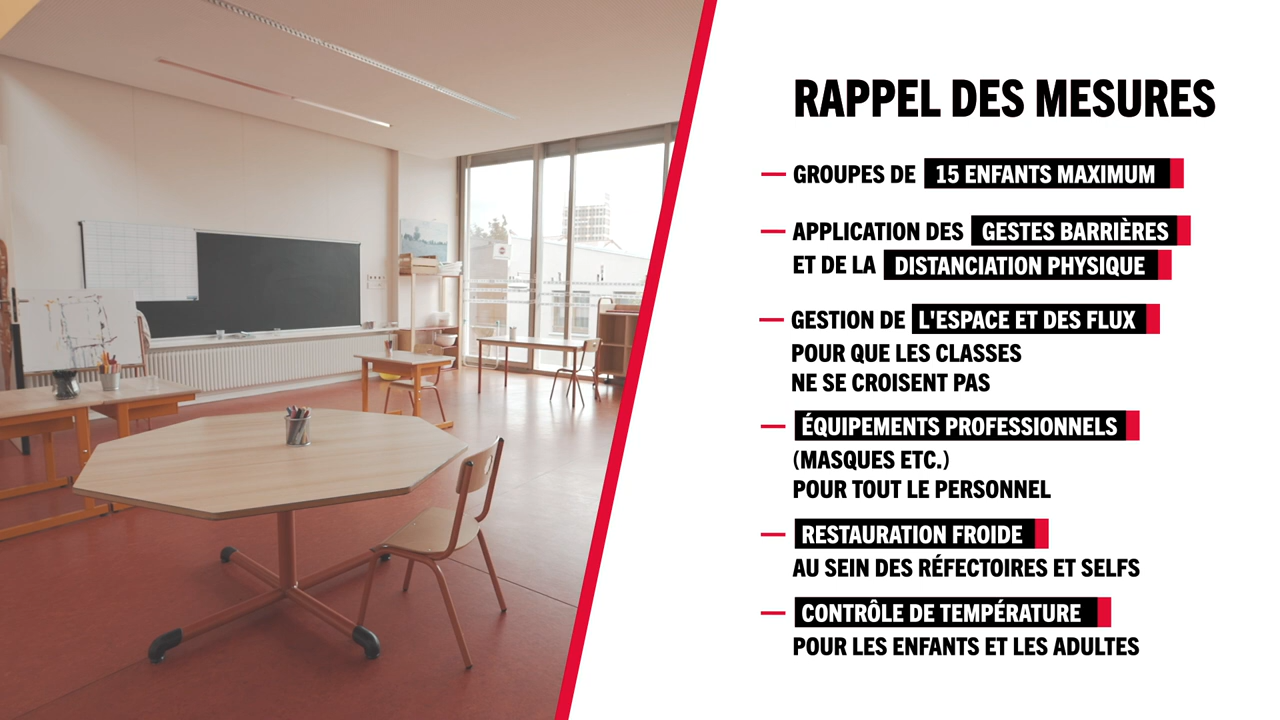 RAPPEL DES MESURES
GROUPES DE 15 ENFANTS MAXIMUM
APPLICATION DES GESTES BARRIÈRES
ET DE LA DISTANCIATION PHYSIQUE
GESTION DE L'ESPACE ET DES FLUX
POUR QUE LES CLASSES
NE SE CROISENT PAS
ÉQUIPEMENTS PROFESSIONNELS
(MASQUES ETC.)
POUR TOUT LE PERSONNEL
RESTAURATION FROIDE
AU SEIN DES RÉFECTOIRES ET SELFS
CONTRÔLE DE TEMPÉRATURE
POUR LES ENFANTS ET LES ADULTES